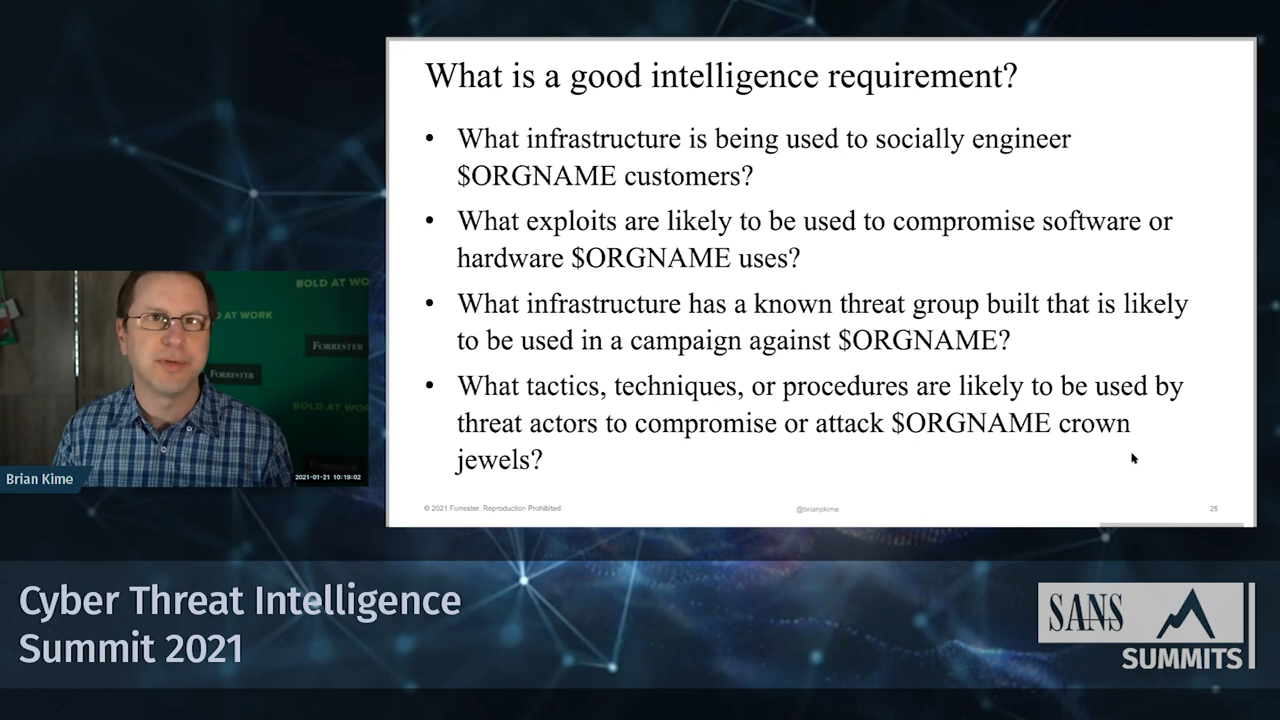 What is a good intelligence requirement?
• What infrastructure is being used to socially engineer
$ORGNAME customers?
• What exploits are likely to be used to compromise software or
hardware $ORGNAME uses?
• What infrastructure has a known threat group built that is likely
to be used in a campaign against $ORGNAME?
• What tactics, techniques, or procedures are likely to be used by
threat actors to compromise or attack $ORGNAME crown
jewels?
© 2021 Forrester. Reproduction Prohibited.
@brianpkime
25
BOLD AT WO
D AT WORK
FORRESTER
FORRESTER
BOLD AT WO
Brian Kime
2021-01-21 10:19:02
Cyber Threat Intelligence
Summit 2021
SANS
SUMMITS